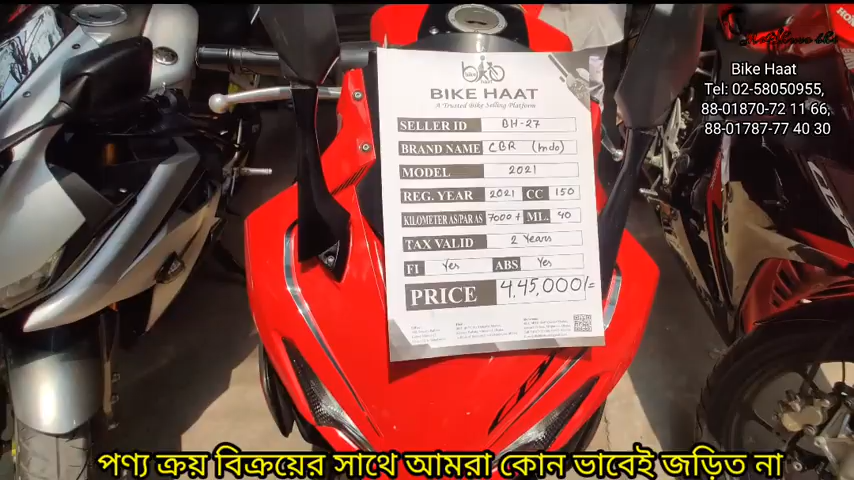 BIKE HAAT
A Trusted Bike Selling Platform
SELLER ID BH-27
BRAND NAME CBR (Indo)
MODEL 2021
REG. YEAR 2021 CC 150
KILOMETER AS/PAR AS 7000+ ML. 40
TAX VALID 2 Years
FI Yes ABS Yes
PRICE 4,45,000/=
CBR
Bike Haat
Tel: 02-58050955,
88-01870-72 11 66,
88-01787-77 40 30
পণ্য ক্রয় বিক্রয়ের সাথে আমরা কোন ভাবেই জড়িত না